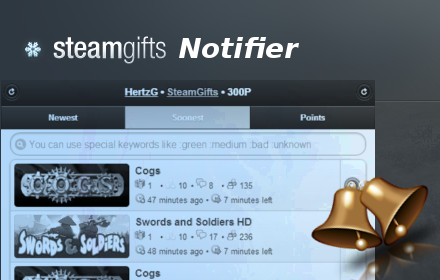 steamgifts Notifier
HertzG • SteamGifts • 300P
Newest Soonest Points
You can use special keywords like :green :medium :bad :unknown
COGS
Cogs
1 • 10 • 8 • 135
47 minutes ago • 7 minutes left
SWORDS & SOLDIERS
Swords and Soldiers HD
1 • 10 • 17 • 236
48 minutes ago • 7 minutes left
Cogs